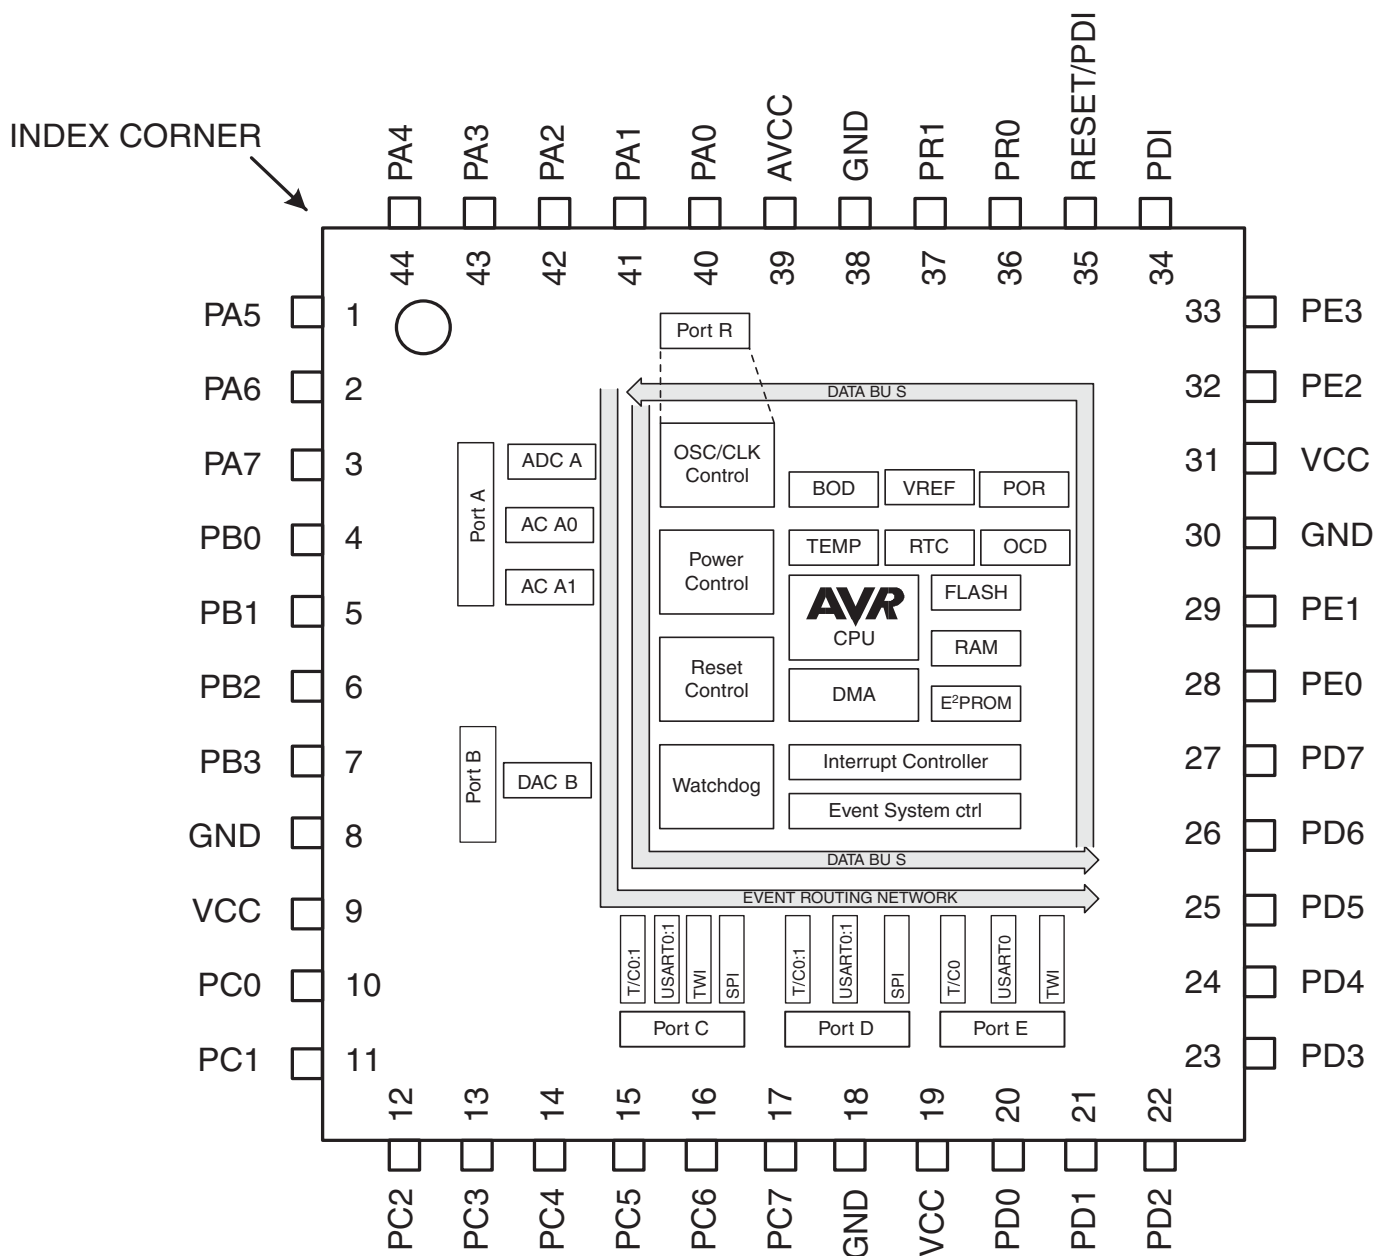 INDEX CORNER
PA4
PA3
PA2
PA1
PA0
AVCC
GND
PR1
PR0
RESET/PDI
PDI
44
43
42
41
40
39
38
37
36
35
34
PA5 1
PA6 2
PA7 3
PB0 4
PB1 5
PB2 6
PB3 7
GND 8
VCC 9
PC0 10
PC1 11
33 PE3
32 PE2
31 VCC
30 GND
29 PE1
28 PE0
27 PD7
26 PD6
25 PD5
24 PD4
23 PD3
Port R
DATA BU S
OSC/CLK
Control
BOD
VREF
POR
Port A
ADC A
AC A0
AC A1
Power
Control
TEMP
RTC
OCD
AVR
CPU
FLASH
RAM
Reset
Control
DMA
E²PROM
Port B
DAC B
Watchdog
Interrupt Controller
Event System ctrl
DATA BU S
EVENT ROUTING NETWORK
T/C0:1
USART0:1
TWI
SPI
T/C0:1
USART0:1
SPI
T/C0
USART0
TWI
Port C
Port D
Port E
12
13
14
15
16
17
18
19
20
21
22
PC2
PC3
PC4
PC5
PC6
PC7
GND
VCC
PD0
PD1
PD2